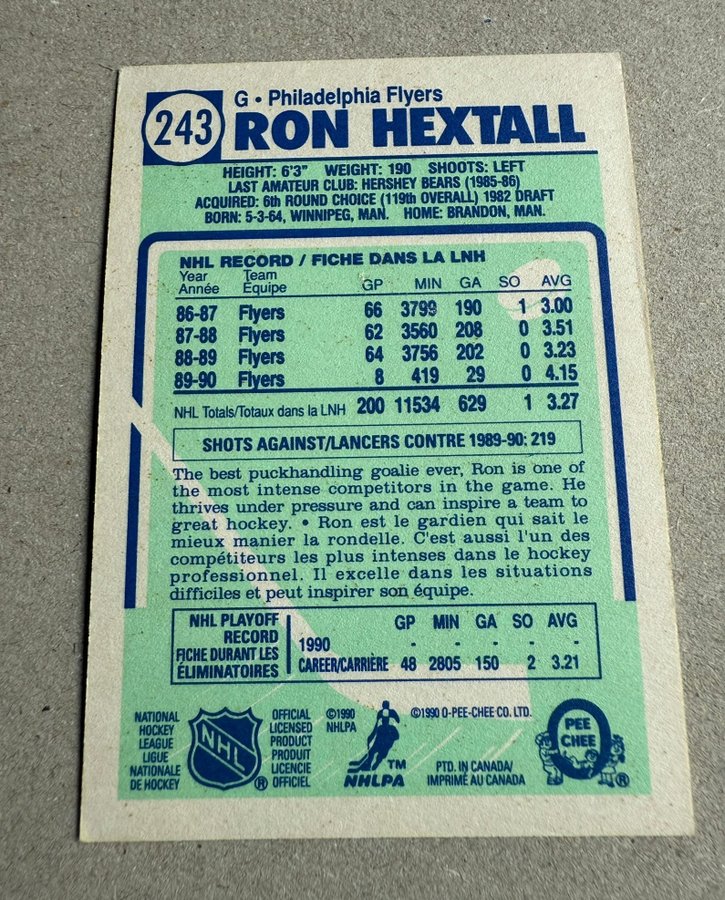 243
G • Philadelphia Flyers
RON HEXTALL
HEIGHT: 6'3" WEIGHT: 190 SHOOTS: LEFT
LAST AMATEUR CLUB: HERSHEY BEARS (1985-86)
ACQUIRED: 6th ROUND CHOICE (119th OVERALL) 1982 DRAFT
BORN: 5-3-64, WINNIPEG, MAN. HOME: BRANDON, MAN.
NHL RECORD / FICHE DANS LA LNH
Year Team
Année Équipe GP MIN GA SO AVG
86-87 Flyers 66 3799 190 1 3.00
87-88 Flyers 62 3560 208 0 3.51
88-89 Flyers 64 3756 202 0 3.23
89-90 Flyers 8 419 29 0 4.15
NHL Totals/Totaux dans la LNH 200 11534 629 1 3.27
SHOTS AGAINST/LANCERS CONTRE 1989-90: 219
The best puckhandling goalie ever, Ron is one of
the most intense competitors in the game. He
thrives under pressure and can inspire a team to
great hockey. • Ron est le gardien qui sait le
mieux manier la rondelle. C'est aussi l'un des
compétiteurs les plus intenses dans le hockey
professionnel. Il excelle dans les situations
difficiles et peut inspirer son équipe.
NHL PLAYOFF
RECORD
FICHE DURANT LES
ÉLIMINATOIRES
GP MIN GA SO AVG
1990 - - - - -
CAREER/CARRIÈRE 48 2805 150 2 3.21
NATIONAL
HOCKEY
LEAGUE
LIGUE
NATIONALE
DE HOCKEY
NHL
®
OFFICIAL
LICENSED
PRODUCT
PRODUIT
LICENCIE
OFFICIEL
©1990
NHLPA
TM
NHLPA
©1990 O-PEE-CHEE CO. LTD.
PTD. IN CANADA/
IMPRIMÉ AU CANADA
O
PEE
CHEE
®